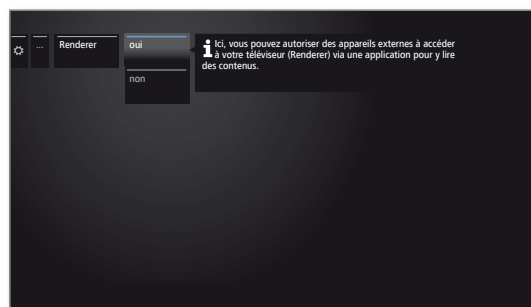 ... Renderer oui
Ici, vous pouvez autoriser des appareils externes à accéder
à votre téléviseur (Renderer) via une application pour y lire
des contenus.
non